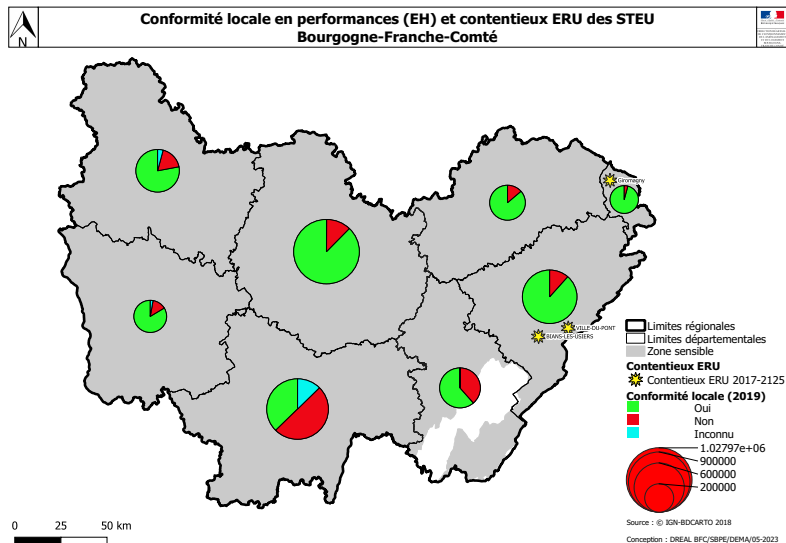 Conformité locale en performances (EH) et contentieux ERU des STEU
Bourgogne-Franche-Comté
N
Giromagny
VILLE-DU-PONT
BIANS-LES-USIERS
Limites régionales
Limites départementales
Zone sensible
Contentieux ERU
Contentieux ERU 2017-2125
Conformité locale (2019)
Oui
Non
Inconnu
1.02797e+06
900000
600000
200000
0 25 50 km
Source : © IGN-BDCARTO 2018
Conception : DREAL BFC/SBPE/DEMA/05-2023